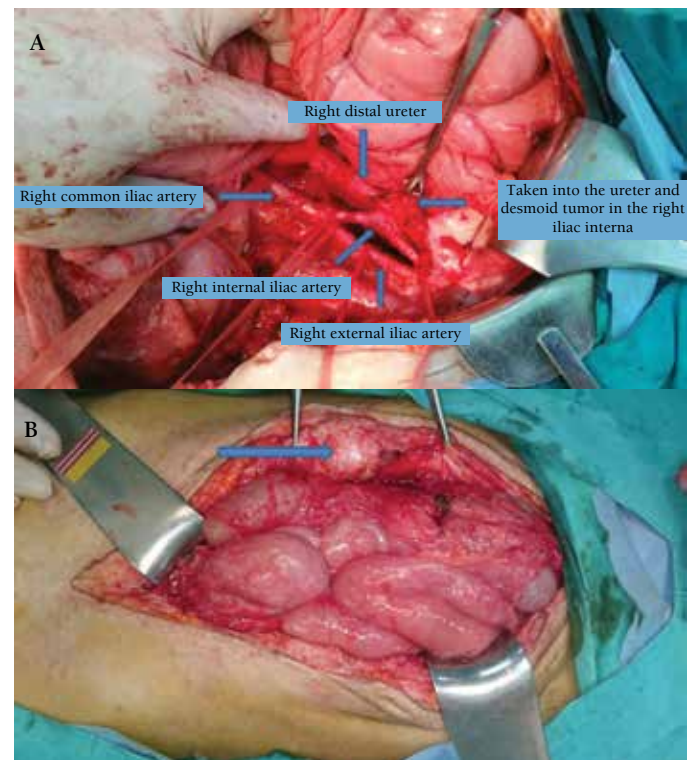 A
Right distal ureter
Right common iliac artery
Taken into the ureter and
desmoid tumor in the right
iliac interna
Right internal iliac artery
Right external iliac artery
B